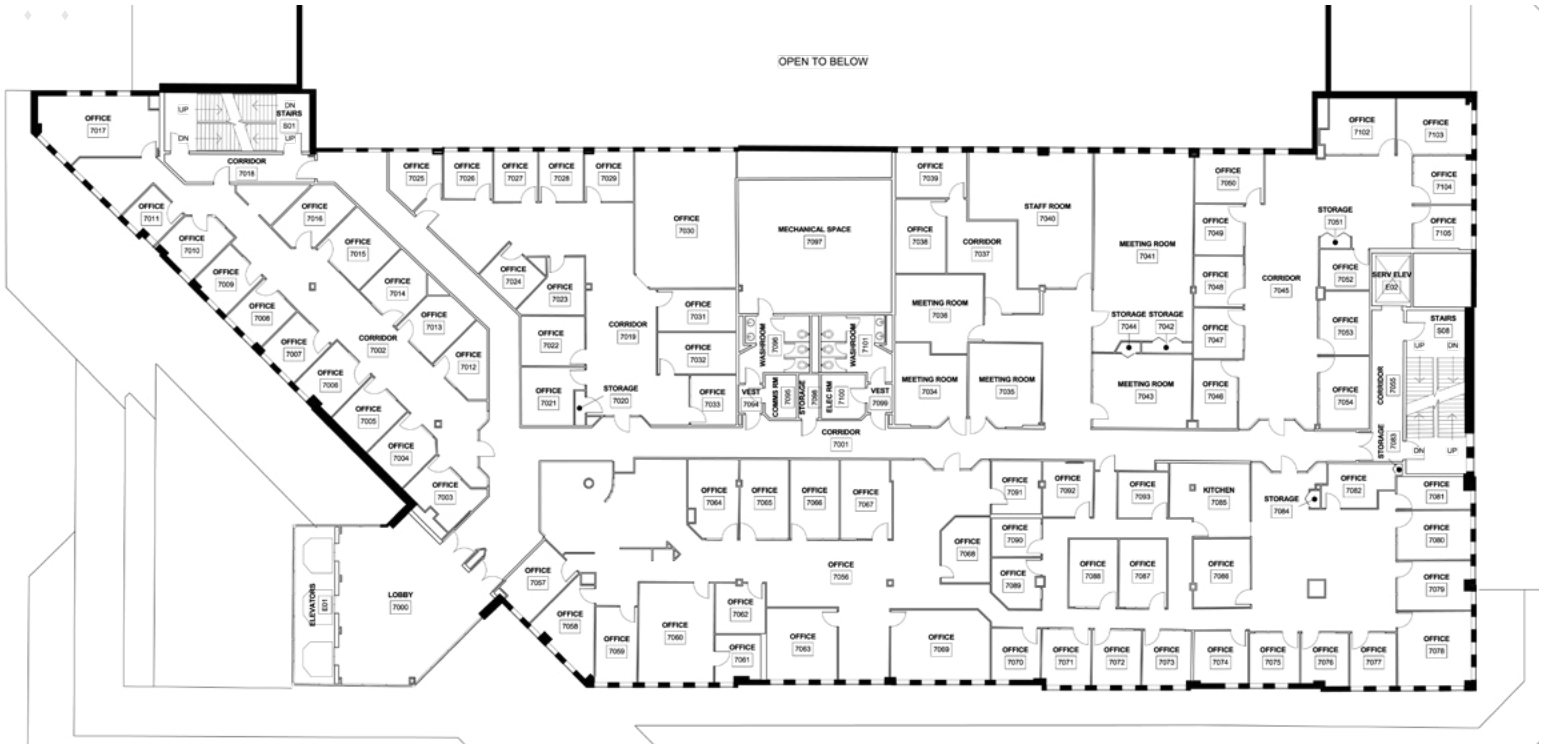 OPEN TO BELOW
OFFICE
7017
UP
DN
STAIRS
S01
DN
UP
CORRIDOR
7018
OFFICE
7025
OFFICE
7026
OFFICE
7027
OFFICE
7028
OFFICE
7029
OFFICE
7030
MECHANICAL SPACE
7097
OFFICE
7039
STAFF ROOM
7040
OFFICE
7038
CORRIDOR
7037
MEETING ROOM
7041
OFFICE
7050
OFFICE
7049
OFFICE
7048
OFFICE
7047
OFFICE
7046
CORRIDOR
7045
STORAGE
7051
OFFICE
7102
OFFICE
7103
OFFICE
7104
OFFICE
7105
OFFICE
7052
SERV ELEV
E02
OFFICE
7053
OFFICE
7054
STAIRS
S08
UP
DN
CORRIDOR
7055
STORAGE
7083
DN
UP
OFFICE
7011
OFFICE
7010
OFFICE
7009
OFFICE
7008
OFFICE
7007
OFFICE
7006
OFFICE
7005
OFFICE
7004
OFFICE
7003
OFFICE
7016
OFFICE
7015
OFFICE
7014
OFFICE
7013
OFFICE
7012
CORRIDOR
7002
OFFICE
7024
OFFICE
7023
OFFICE
7022
OFFICE
7021
CORRIDOR
7019
STORAGE
7020
OFFICE
7031
OFFICE
7032
OFFICE
7033
WASHROOM
7096
WASHROOM
7101
VEST
7094
COMMS RM
7095
STORAGE
7098
ELEC RM
7100
VEST
7099
CORRIDOR
7001
MEETING ROOM
7036
MEETING ROOM
7034
MEETING ROOM
7035
STORAGE
7044
STORAGE
7042
MEETING ROOM
7043
OFFICE
7064
OFFICE
7065
OFFICE
7066
OFFICE
7067
OFFICE
7091
OFFICE
7092
OFFICE
7093
KITCHEN
7085
STORAGE
7084
OFFICE
7082
OFFICE
7081
OFFICE
7080
OFFICE
7079
OFFICE
7078
OFFICE
7068
OFFICE
7090
OFFICE
7089
OFFICE
7088
OFFICE
7087
OFFICE
7086
OFFICE
7056
ELEVATORS
E01
LOBBY
7000
OFFICE
7057
OFFICE
7058
OFFICE
7059
OFFICE
7060
OFFICE
7062
OFFICE
7061
OFFICE
7063
OFFICE
7069
OFFICE
7070
OFFICE
7071
OFFICE
7072
OFFICE
7073
OFFICE
7074
OFFICE
7075
OFFICE
7076
OFFICE
7077